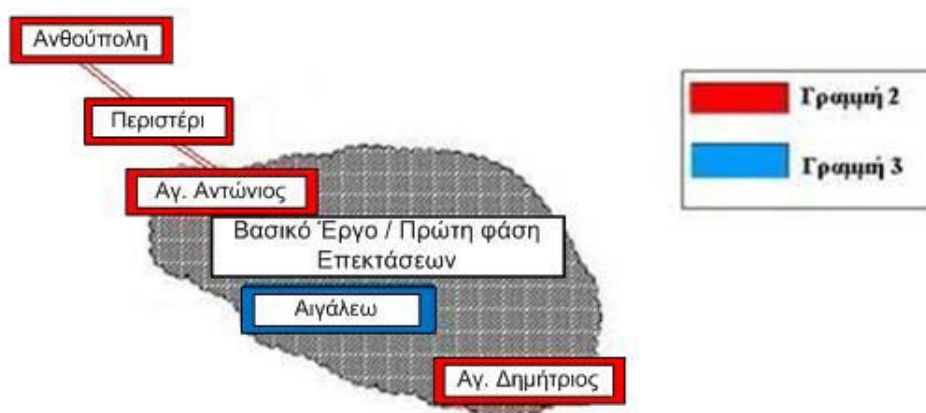 Ανθούπολη
Περιστέρι
Αγ. Αντώνιος
Βασικό Έργο / Πρώτη φάση
Επεκτάσεων
Αιγάλεω
Αγ. Δημήτριος
Γραμμή 2
Γραμμή 3